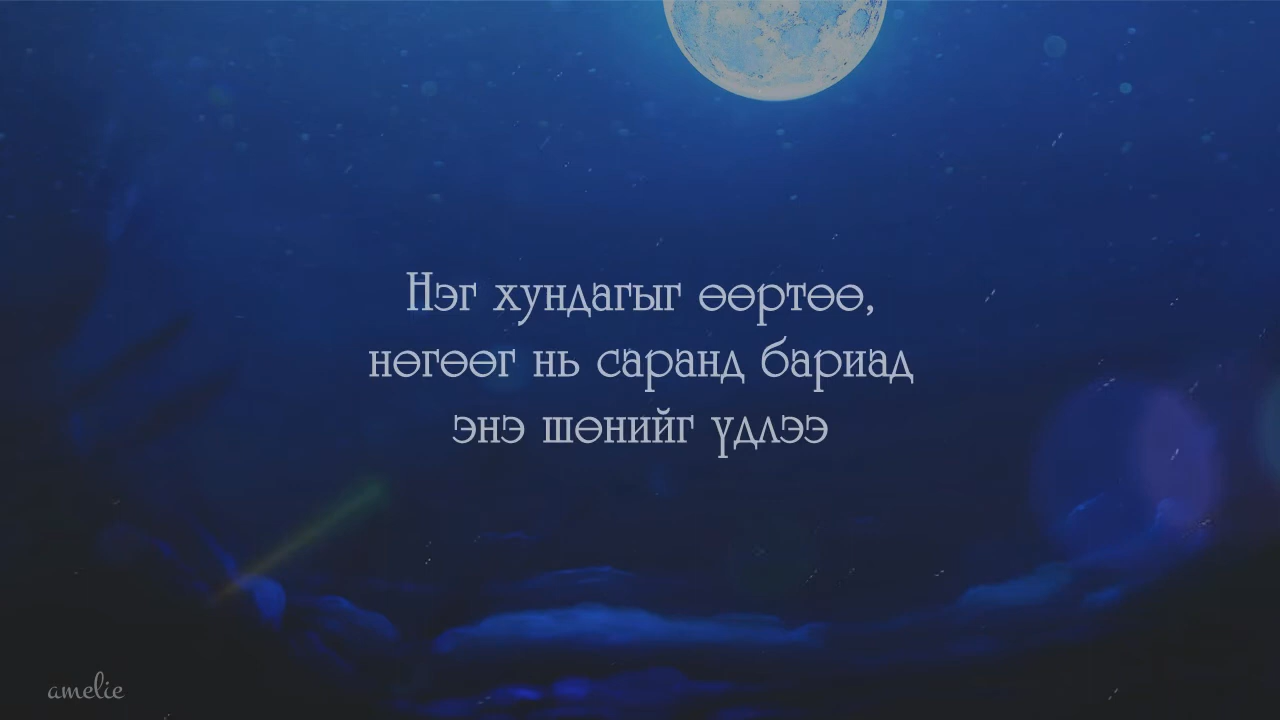 Нэг хундагыг өөртөө,
нөгөөг нь саранд бариад
энэ шөнийг үдлээ
amelie